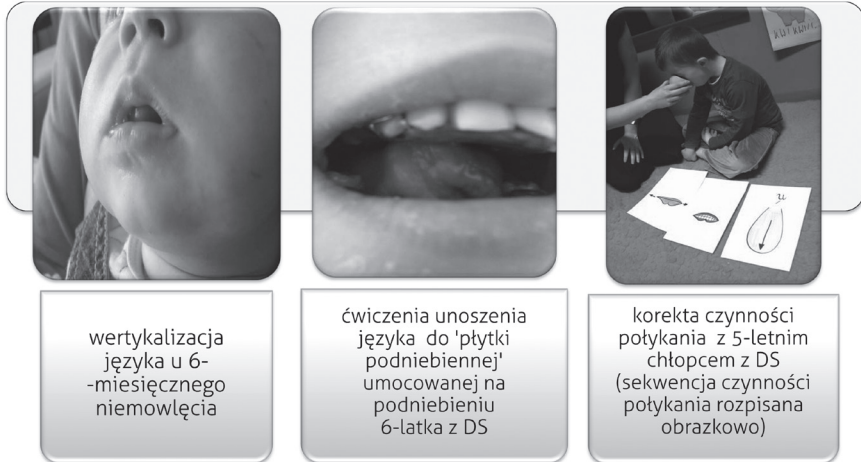 wertykalizacja
języka u 6-
-miesięcznego
niemowlęcia
ćwiczenia unoszenia
języka do 'płytki
podniebiennej'
umocowanej na
podniebieniu
6-latka z DS
korekta czynności
połykania z 5-letnim
chłopcem z DS
(sekwencja czynności
połykania rozpisana
obrazkowo)